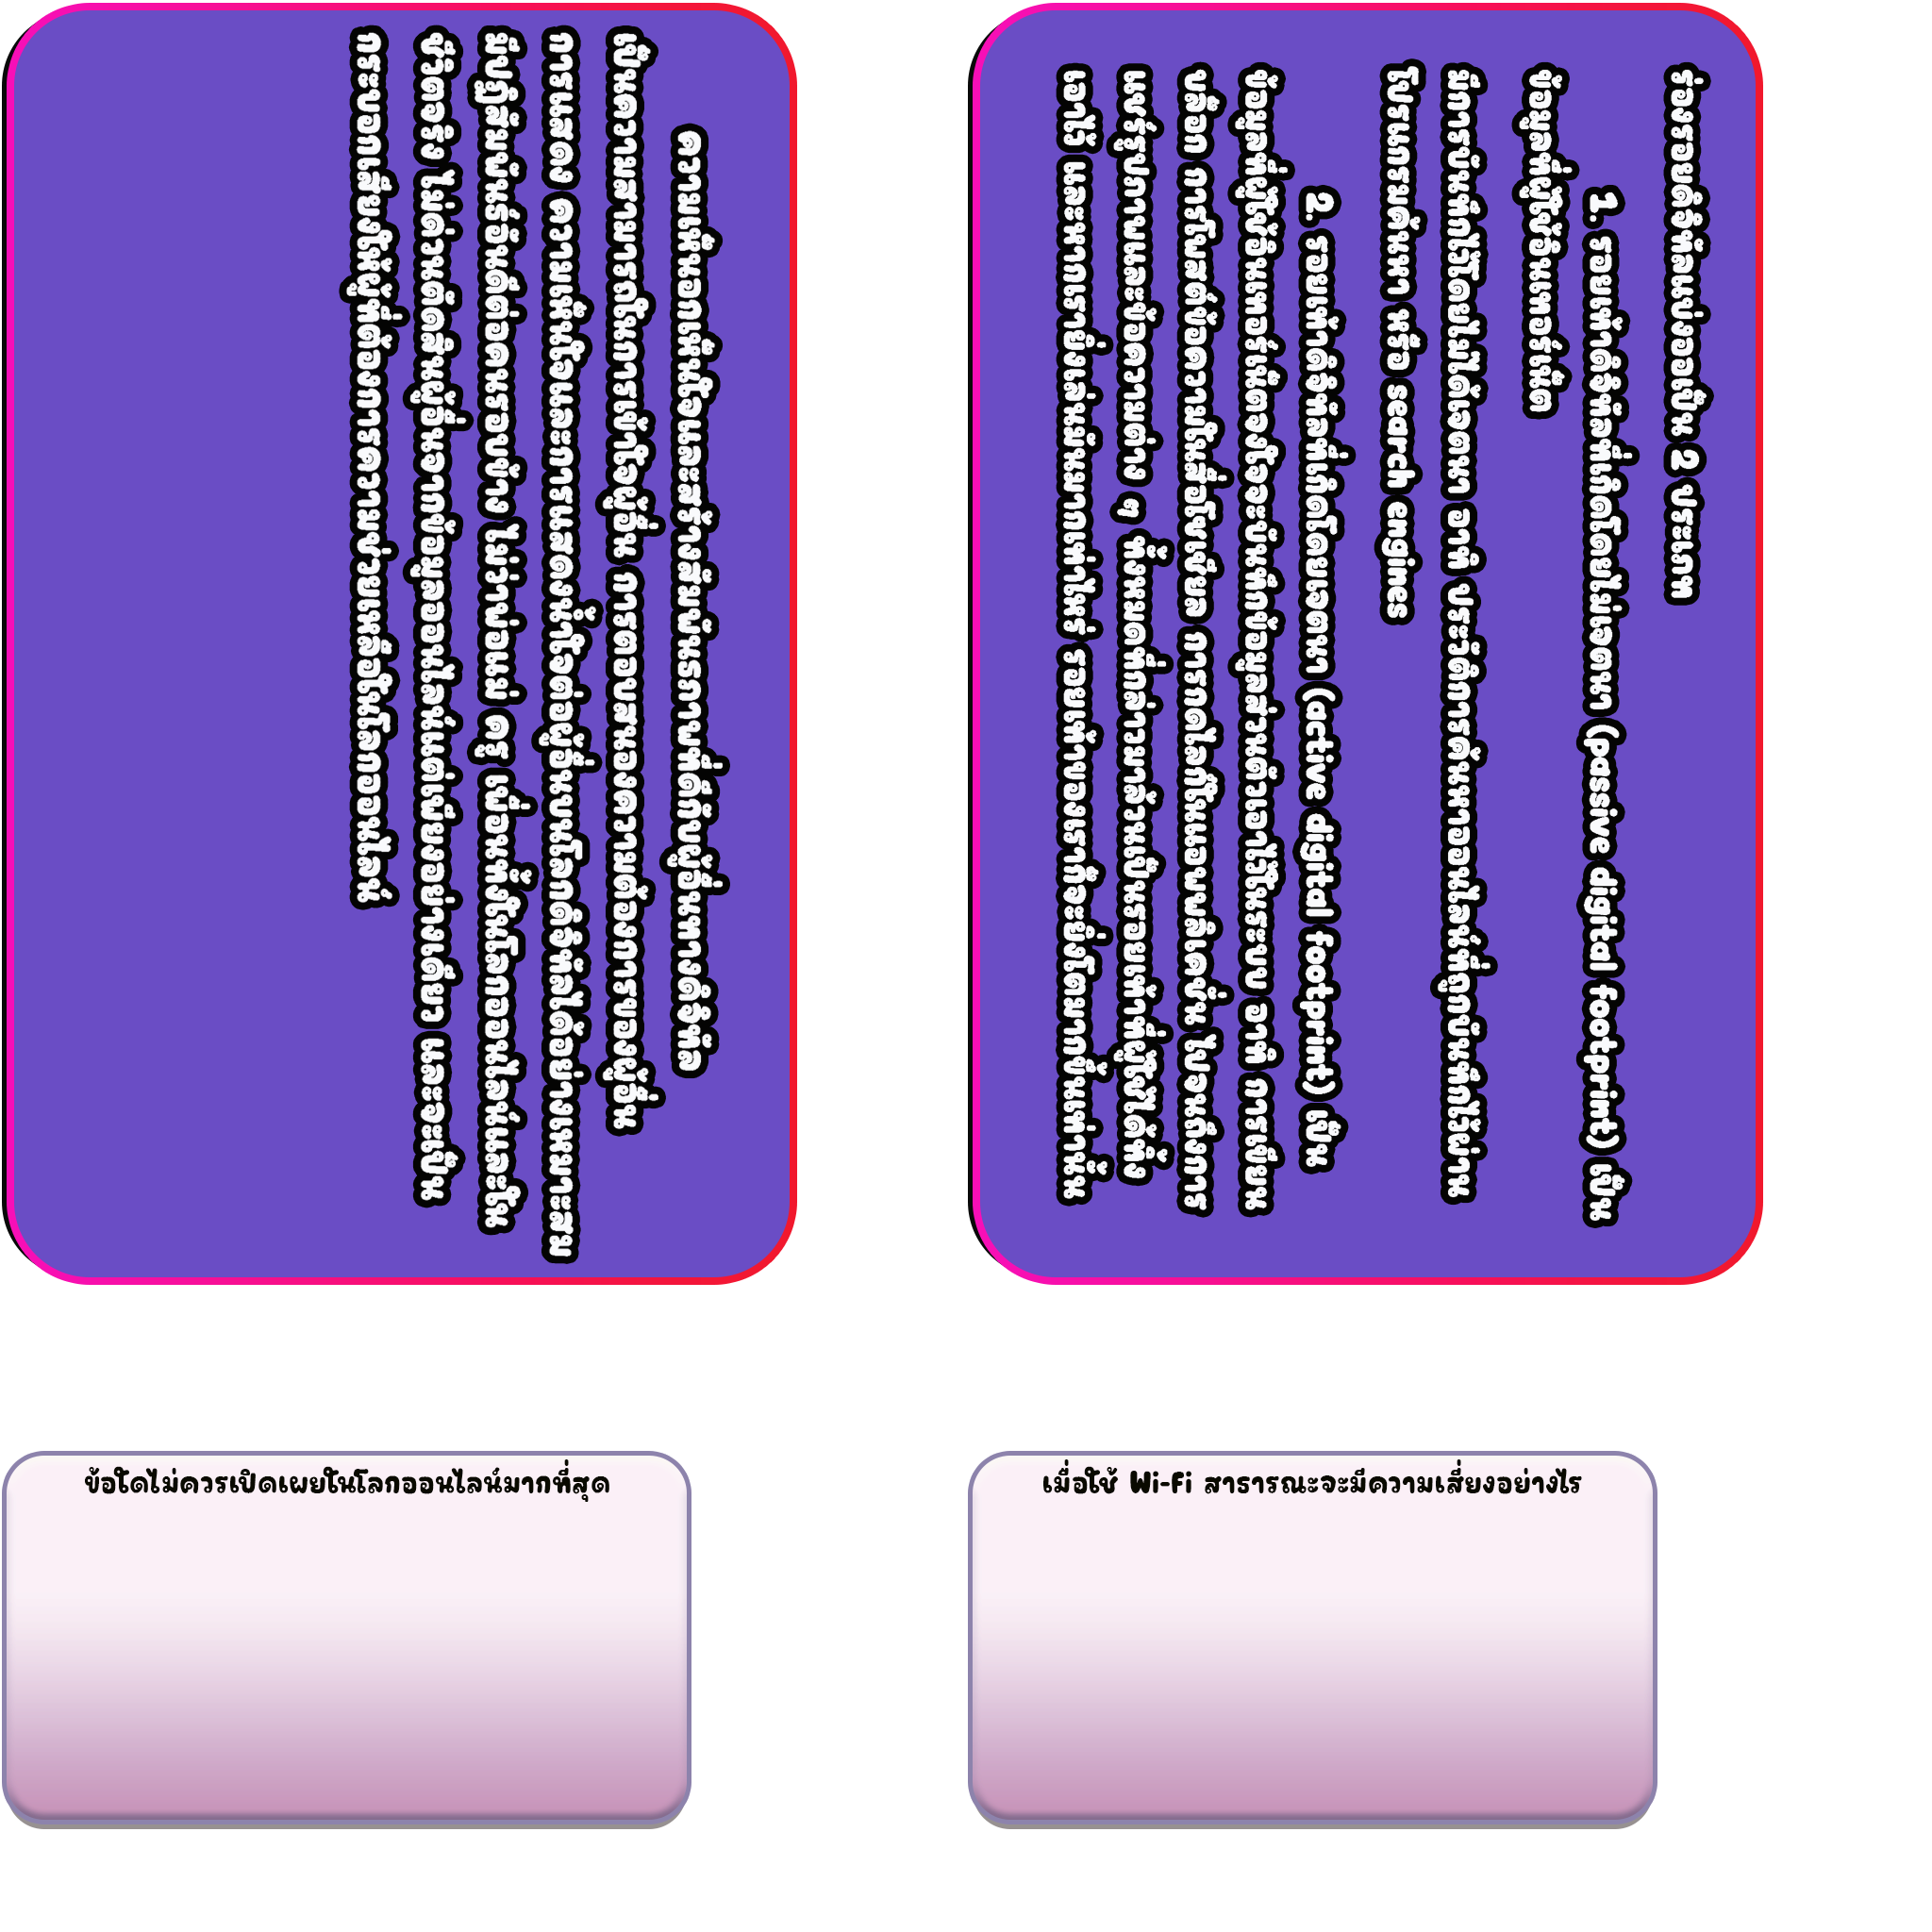 ความเห็นอกเห็นใจและสร้างสัมพันธภาพที่ดีกับผู้อื่นทางดิจิทัล
เป็นความสามารถในการเข้าใจผู้อื่น การตอบสนองความต้องการของผู้อื่น
การแสดง ความเห็นใจและการแสดงน้ำใจต่อผู้อื่นบนโลกดิจิทัลได้อย่างเหมาะสม
มีปฏิสัมพันธ์อันดีต่อคนรอบข้าง ไม่ว่าพ่อแม่ ครู เพื่อนทั้งในโลกออนไลน์และใน
ชีวิตจริง ไม่ด่วนตัดสินผู้อื่นจากข้อมูลออนไลน์แต่เพียงอย่างเดียว และจะเป็น
กระบอกเสียงให้ผู้ที่ต้องการความช่วยเหลือในโลกออนไลน์
ร่องรอยดิจิทัลแบ่งออกเป็น 2 ประเภท
1. รอยเท้าดิจิทัลที่เกิดโดยไม่เจตนา (passive digital footprint) เป็น
ข้อมูลที่ผู้ใช้อินเทอร์เน็ต
มีการบันทึกไว้โดยไม่ได้เจตนา อาทิ ประวัติการค้นหาออนไลน์ที่ถูกบันทึกไว้ผ่าน
โปรแกรมค้นหา หรือ search engines
2. รอยเท้าดิจิทัลที่เกิดโดยเจตนา (active digital footprint) เป็น
ข้อมูลที่ผู้ใช้อินเทอร์เน็ตจงใจจะบันทึกข้อมูลส่วนตัวเอาไว้ในระบบ อาทิ การเขียน
บล็อก การโพสต์ข้อความในสื่อโซเชียล การกดไลก์ในแอพพลิเคชั่น ไปจนถึงการ
แชร์รูปภาพและข้อความต่าง ๆ ทั้งหมดที่กล่าวมาล้วนเป็นรอยเท้าที่ผู้ใช้ได้ทิ้ง
เอาไว้ และหากเรายิ่งเล่นเน็ตมากเท่าไหร่ รอยเท้าของเราก็จะยิ่งโตมากขึ้นเท่านั้น
ข้อใดไม่ควรเปิดเผยในโลกออนไลน์มากที่สุด
เมื่อใช้ Wi-Fi สาธารณะจะมีความเสี่ยงอย่างไร